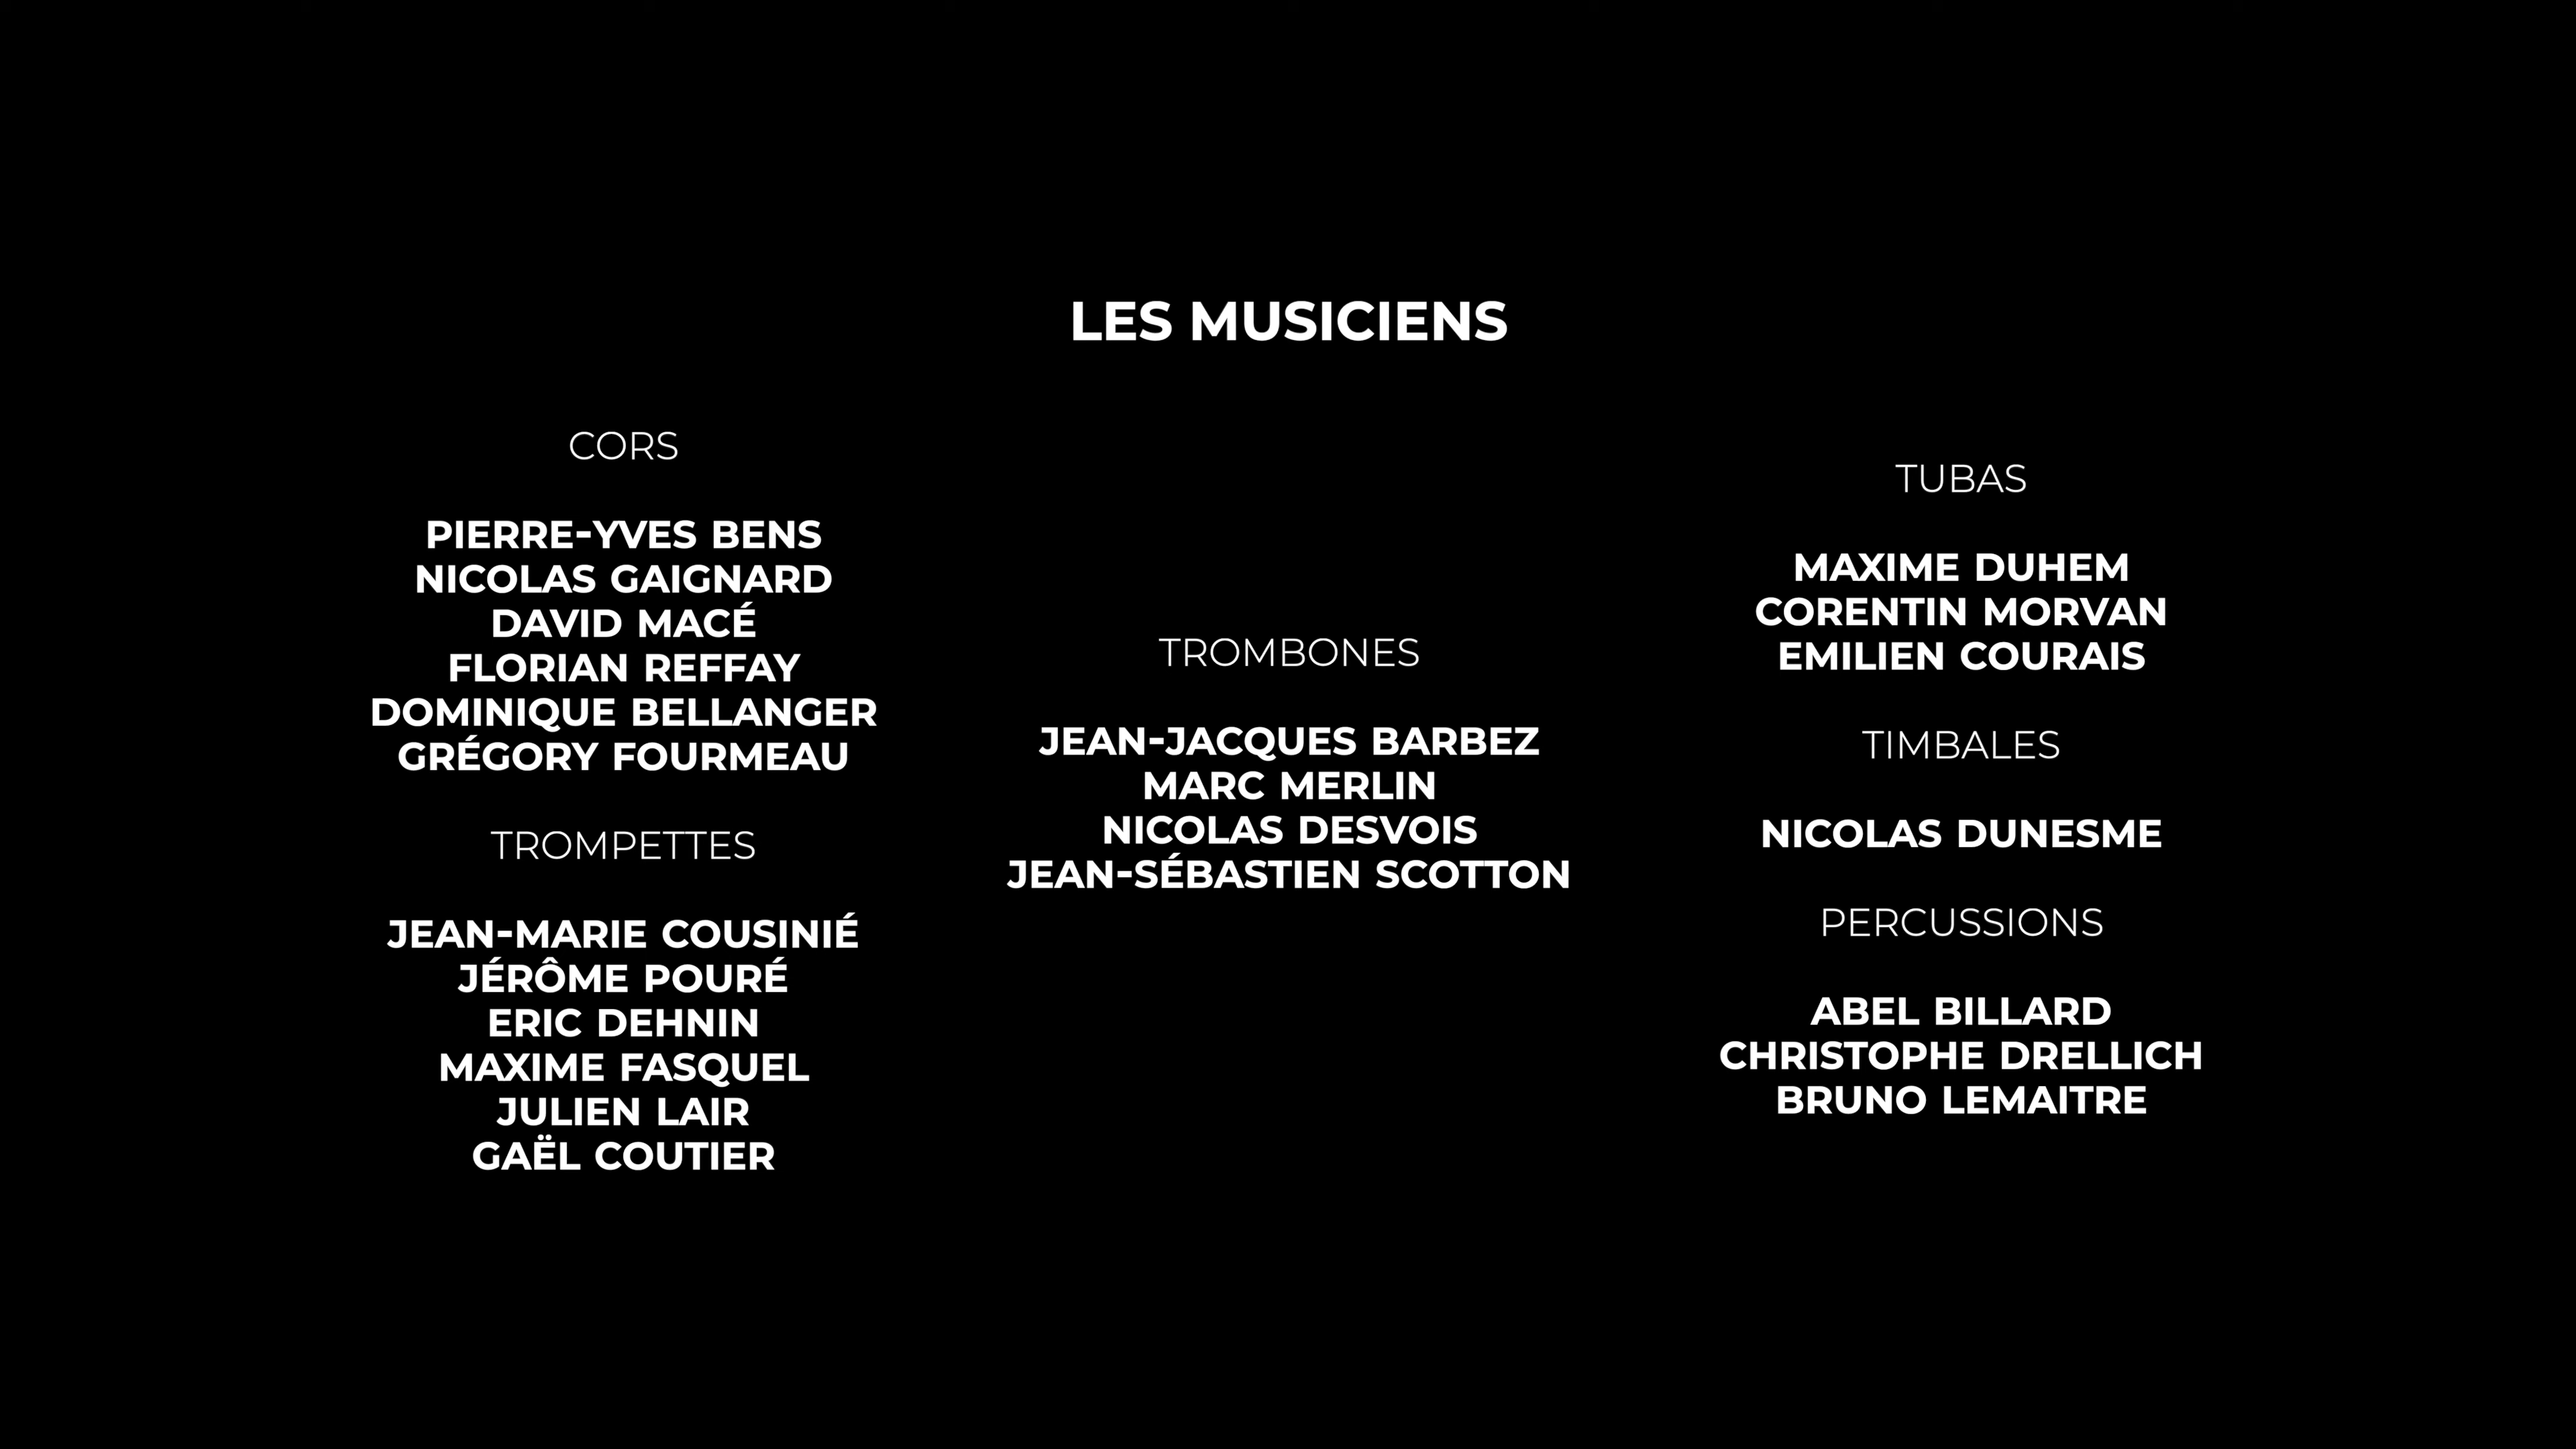 LES MUSICIENS
CORS
PIERRE-YVES BENS
NICOLAS GAIGNARD
DAVID MACÉ
FLORIAN REFFAY
DOMINIQUE BELLANGER
GRÉGORY FOURMEAU
TROMPETTES
JEAN-MARIE COUSINIÉ
JÉRÔME POURÉ
ERIC DEHNIN
MAXIME FASQUEL
JULIEN LAIR
GAËL COUTIER
TROMBONES
JEAN-JACQUES BARBEZ
MARC MERLIN
NICOLAS DESVOIS
JEAN-SÉBASTIEN SCOTTON
TUBAS
MAXIME DUHEM
CORENTIN MORVAN
EMILIEN COURAIS
TIMBALES
NICOLAS DUNESME
PERCUSSIONS
ABEL BILLARD
CHRISTOPHE DRELLICH
BRUNO LEMAITRE